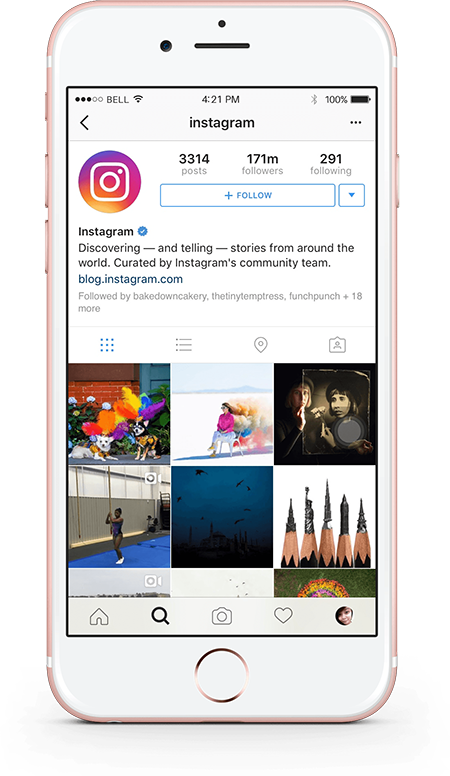 BELL 4:21 PM 100%
instagram
3314 171m 291
posts followers following
+ FOLLOW
Instagram
Discovering — and telling — stories from around the
world. Curated by Instagram's community team.
blog.instagram.com
Followed by bakedowncakery, thetinytemptress, funchpunch + 18
more